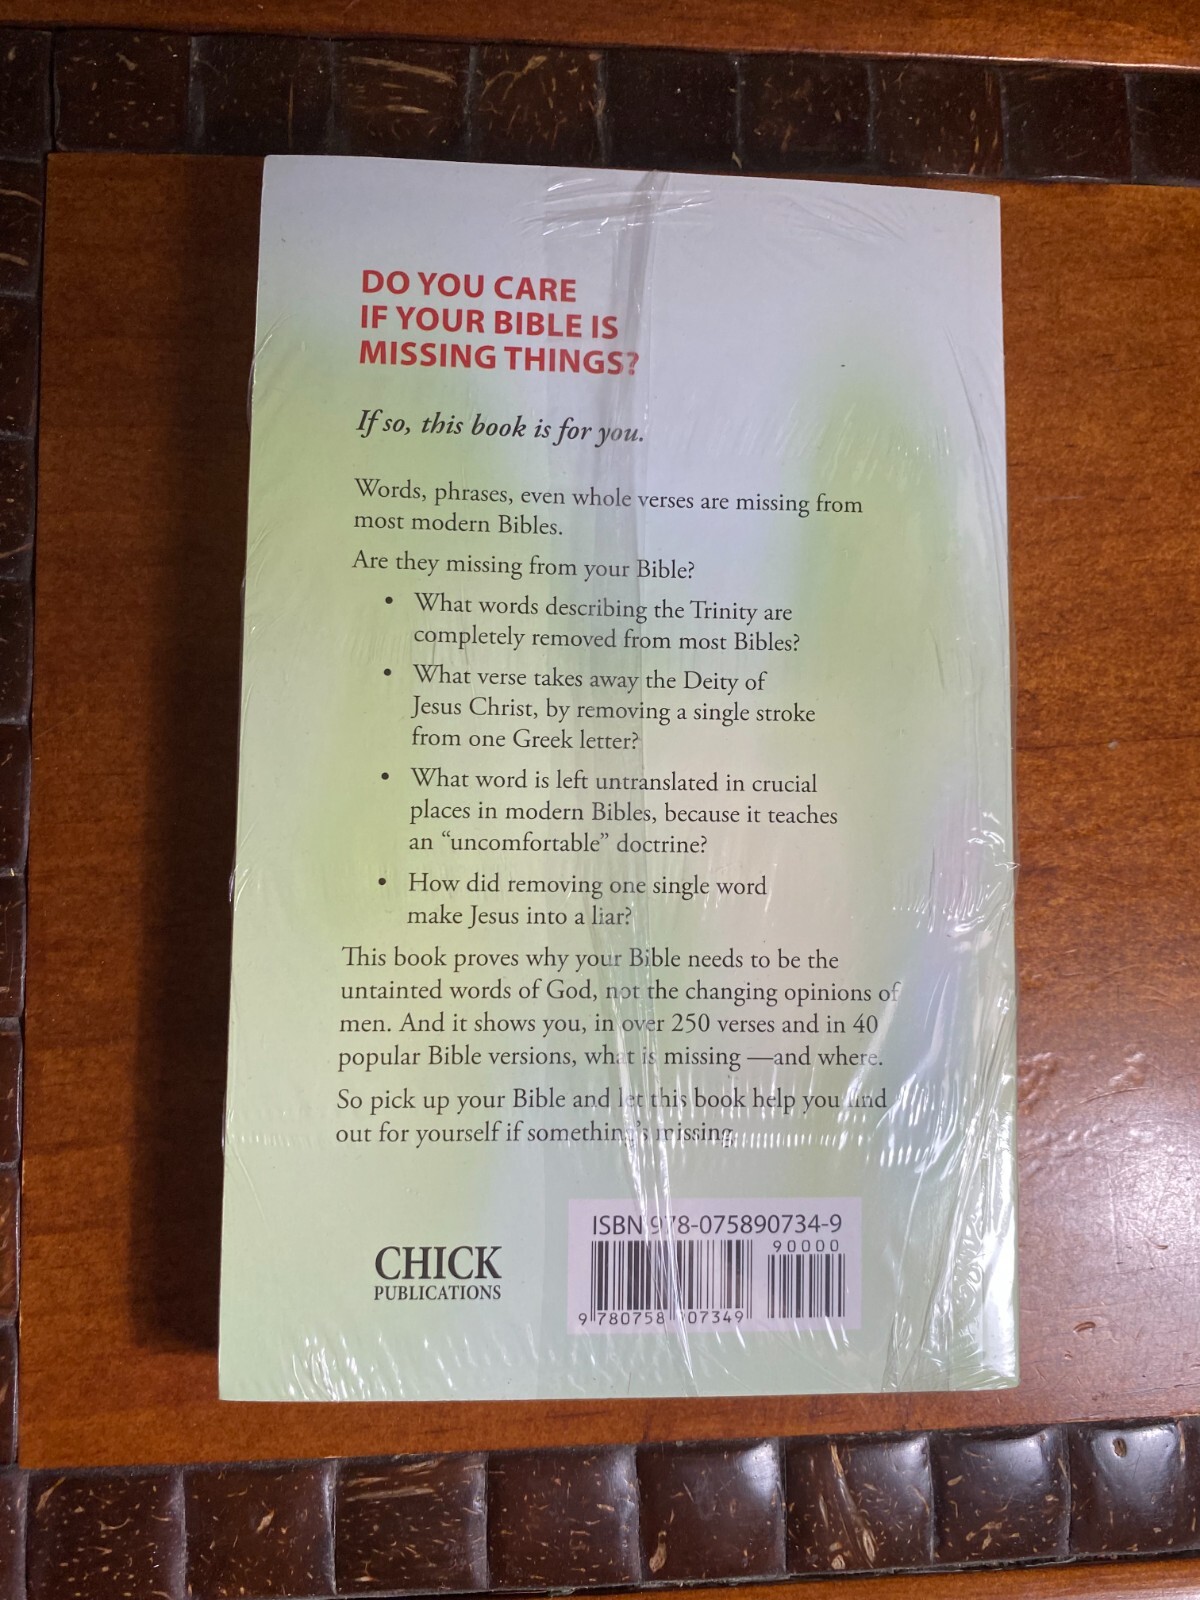 DO YOU CARE
IF YOUR BIBLE IS
MISSING THINGS?
If so, this book is for you.
Words, phrases, even whole verses are missing from
most modern Bibles.
Are they missing from your Bible?
• What words describing the Trinity are
completely removed from most Bibles?
• What verse takes away the Deity of
Jesus Christ, by removing a single stroke
from one Greek letter?
• What word is left untranslated in crucial
places in modern Bibles, because it teaches
an “uncomfortable” doctrine?
• How did removing one single word
make Jesus into a liar?
This book proves why your Bible needs to be the
untainted words of God, not the changing opinions of
men. And it shows you, in over 250 verses and in 40
popular Bible versions, what is missing —and where.
So pick up your Bible and let this book help you find
out for yourself if something's missing.
CHICK
PUBLICATIONS
ISBN 978-075890734-9
90000
9 780758 907349